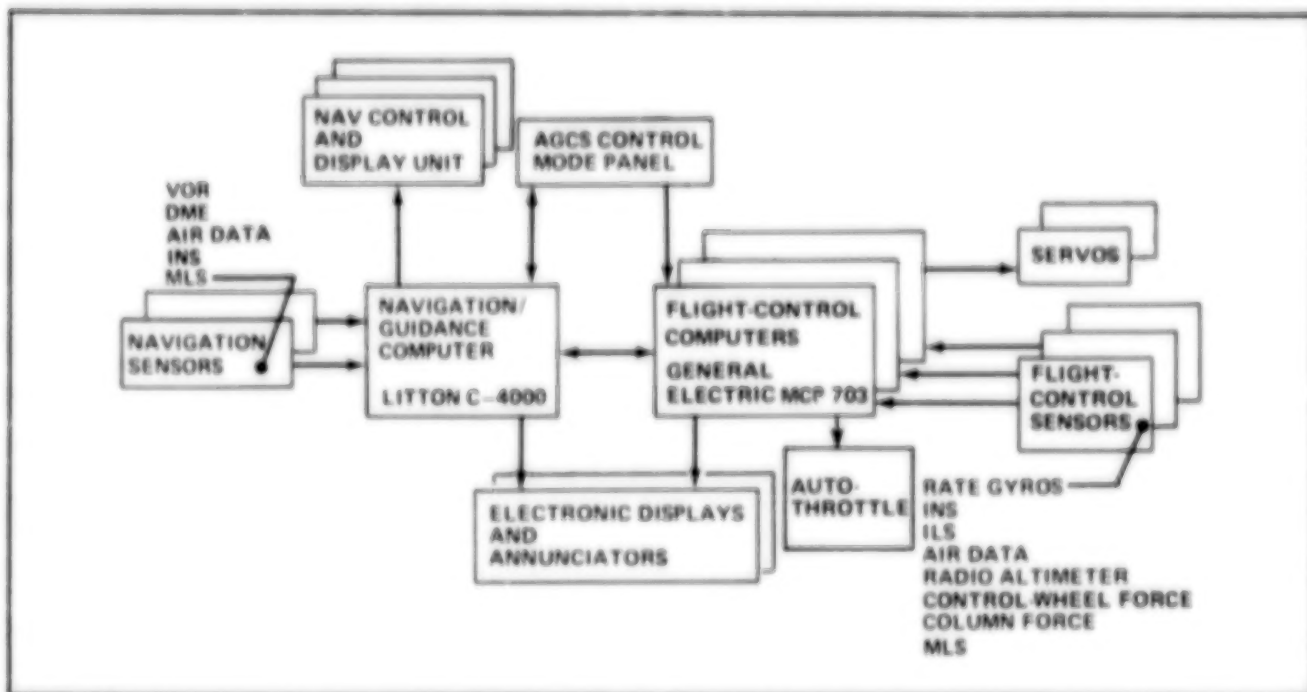 NAV CONTROL
AND
DISPLAY UNIT
AGCS CONTROL
MODE PANEL
VOR
DME
AIR DATA
INS
MLS
SERVOS
NAVIGATION
SENSORS
NAVIGATION/
GUIDANCE
COMPUTER
LITTON C-4000
FLIGHT-CONTROL
COMPUTERS
GENERAL
ELECTRIC MCP 703
FLIGHT-
CONTROL
SENSORS
ELECTRONIC DISPLAYS
AND
ANNUNCIATORS
AUTO-
THROTTLE
RATE GYROS
INS
ILS
AIR DATA
RADIO ALTIMETER
CONTROL-WHEEL FORCE
COLUMN FORCE
MLS